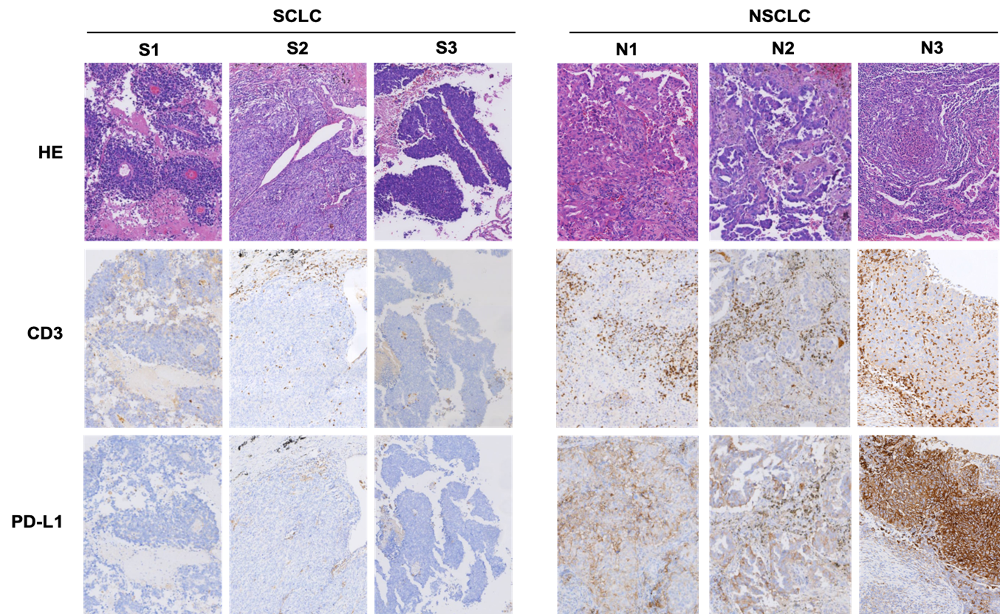 SCLC NSCLC
S1 S2 S3 N1 N2 N3
HE
CD3
PD-L1